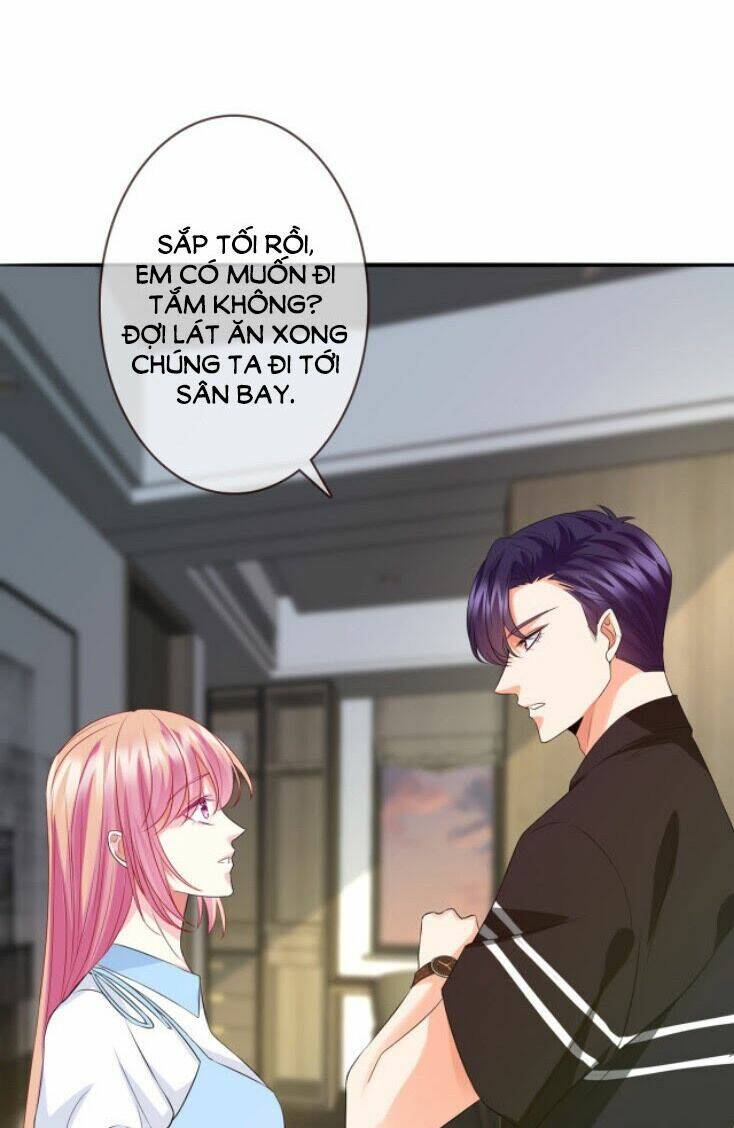 SẮP TỐI RỒI,
EM CÓ MUỐN ĐI
TẮM KHÔNG?
ĐỢI LÁT ĂN XONG
CHÚNG TA ĐI TỚI
SÂN BAY.